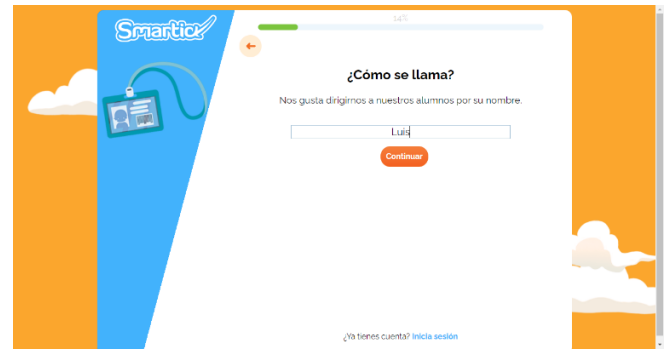 Smartick
14%
¿Cómo se llama?
Nos gusta dirigirnos a nuestros alumnos por su nombre.
Luis
Continuar
¿Ya tienes cuenta? Inicia sesión